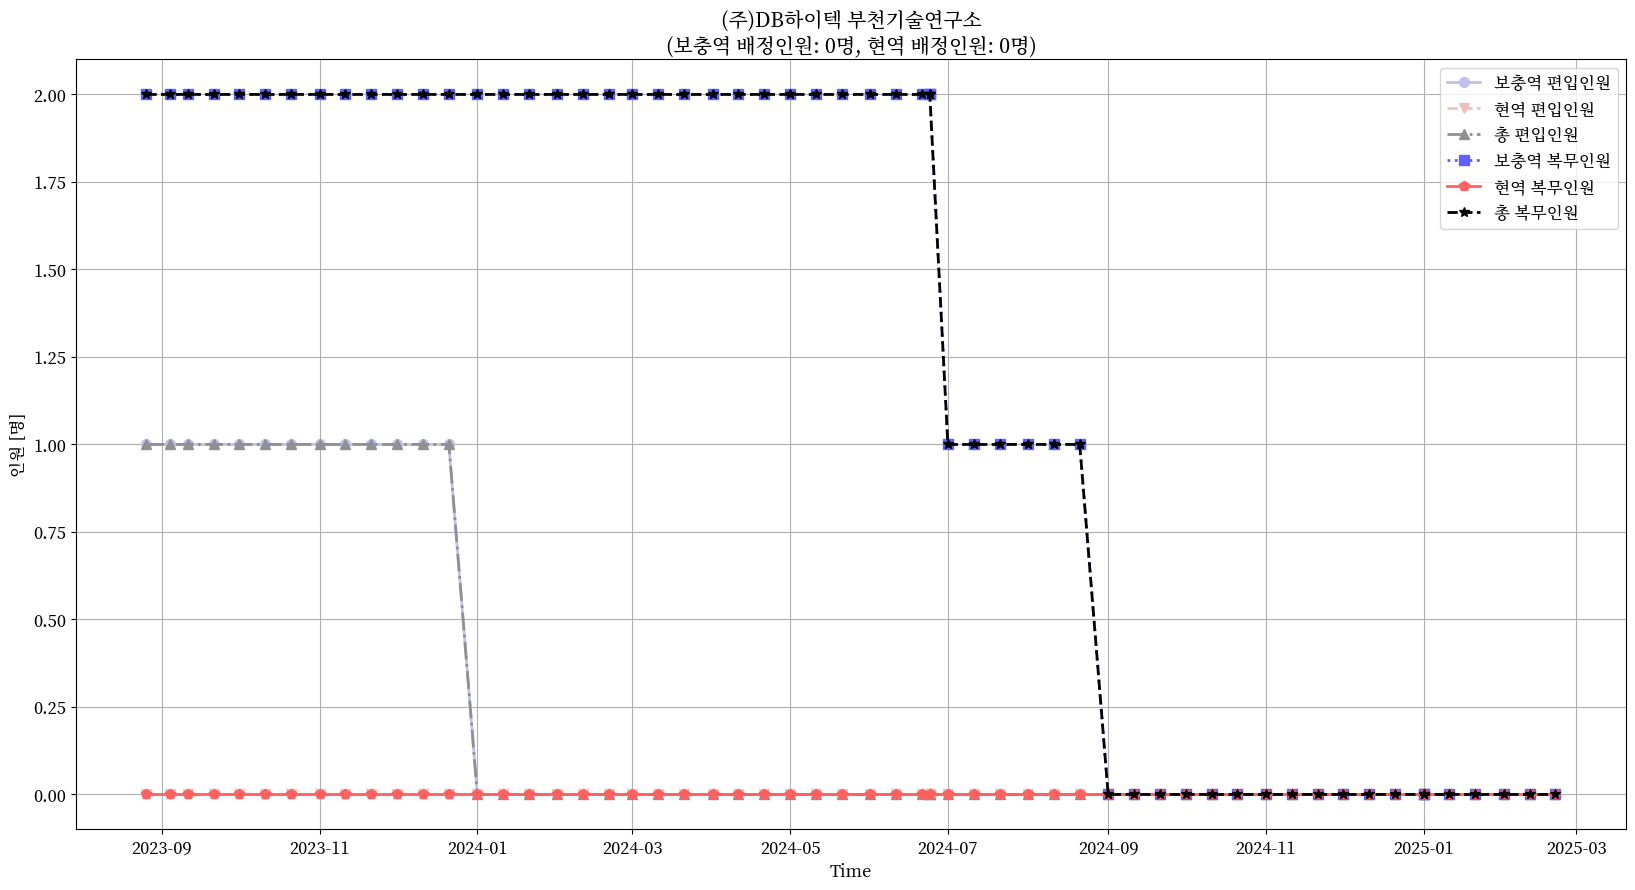 (주)DB하이텍 부천기술연구소
(보충역 배정인원: 0명, 현역 배정인원: 0명)
보충역 편입인원
현역 편입인원
총 편입인원
보충역 복무인원
현역 복무인원
총 복무인원
인원 [명]
2.00
1.75
1.50
1.25
1.00
0.75
0.50
0.25
0.00
2023-09
2023-11
2024-01
2024-03
2024-05
2024-07
2024-09
2024-11
2025-01
2025-03
Time